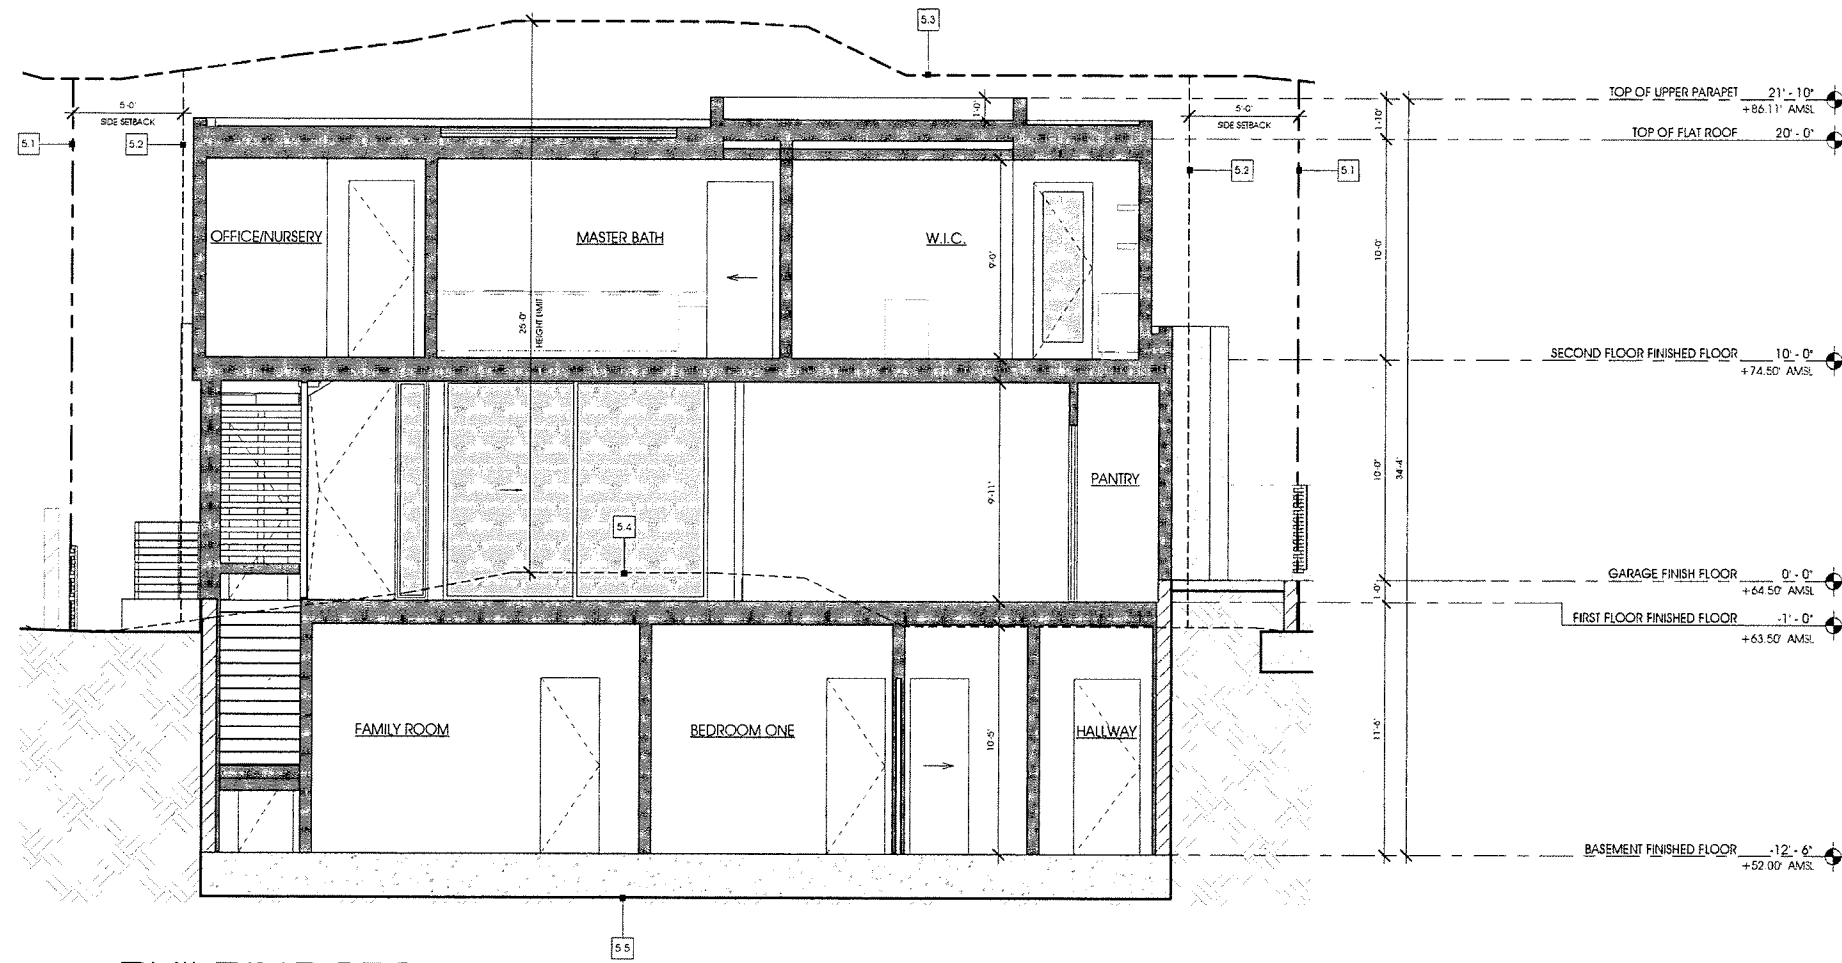 5.3
TOP OF UPPER PARAPET 21' - 10"
+86.11' AMSL
5'-0"
SIDE SETBACK
1'-0"
5'-0"
SIDE SETBACK
1'-10"
TOP OF FLAT ROOF 20' - 0"
5.1
5.2
5.2
5.1
OFFICE/NURSERY
MASTER BATH
W.I.C.
9'-0"
10'-0"
25'-0"
HEIGHT LIMIT
SECOND FLOOR FINISHED FLOOR 10' - 0"
+74.50' AMSL
PANTRY
9'-11"
10'-0"
34'-4"
5.4
GARAGE FINISH FLOOR 0' - 0"
+64.50' AMSL
1'-0"
FIRST FLOOR FINISHED FLOOR -1' - 0"
+63.50' AMSL
FAMILY ROOM
BEDROOM ONE
HALLWAY
10'-5"
11'-6"
BASEMENT FINISHED FLOOR -12' - 6"
+52.00' AMSL
5.5